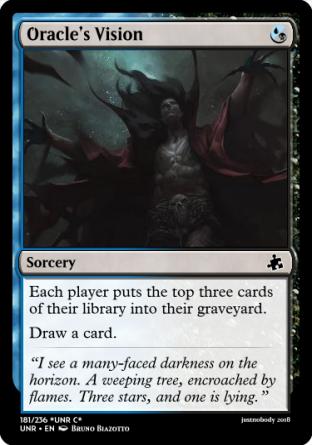 Oracle's Vision
Sorcery
Each player puts the top three cards
of their library into their graveyard.
Draw a card.
“I see a many-faced darkness on the
horizon. A weeping tree, encroached by
flames. Three stars, and one is lying.”
181/236 *UNR C*
justnobody 2018
UNR • EN Bruno Biazotto